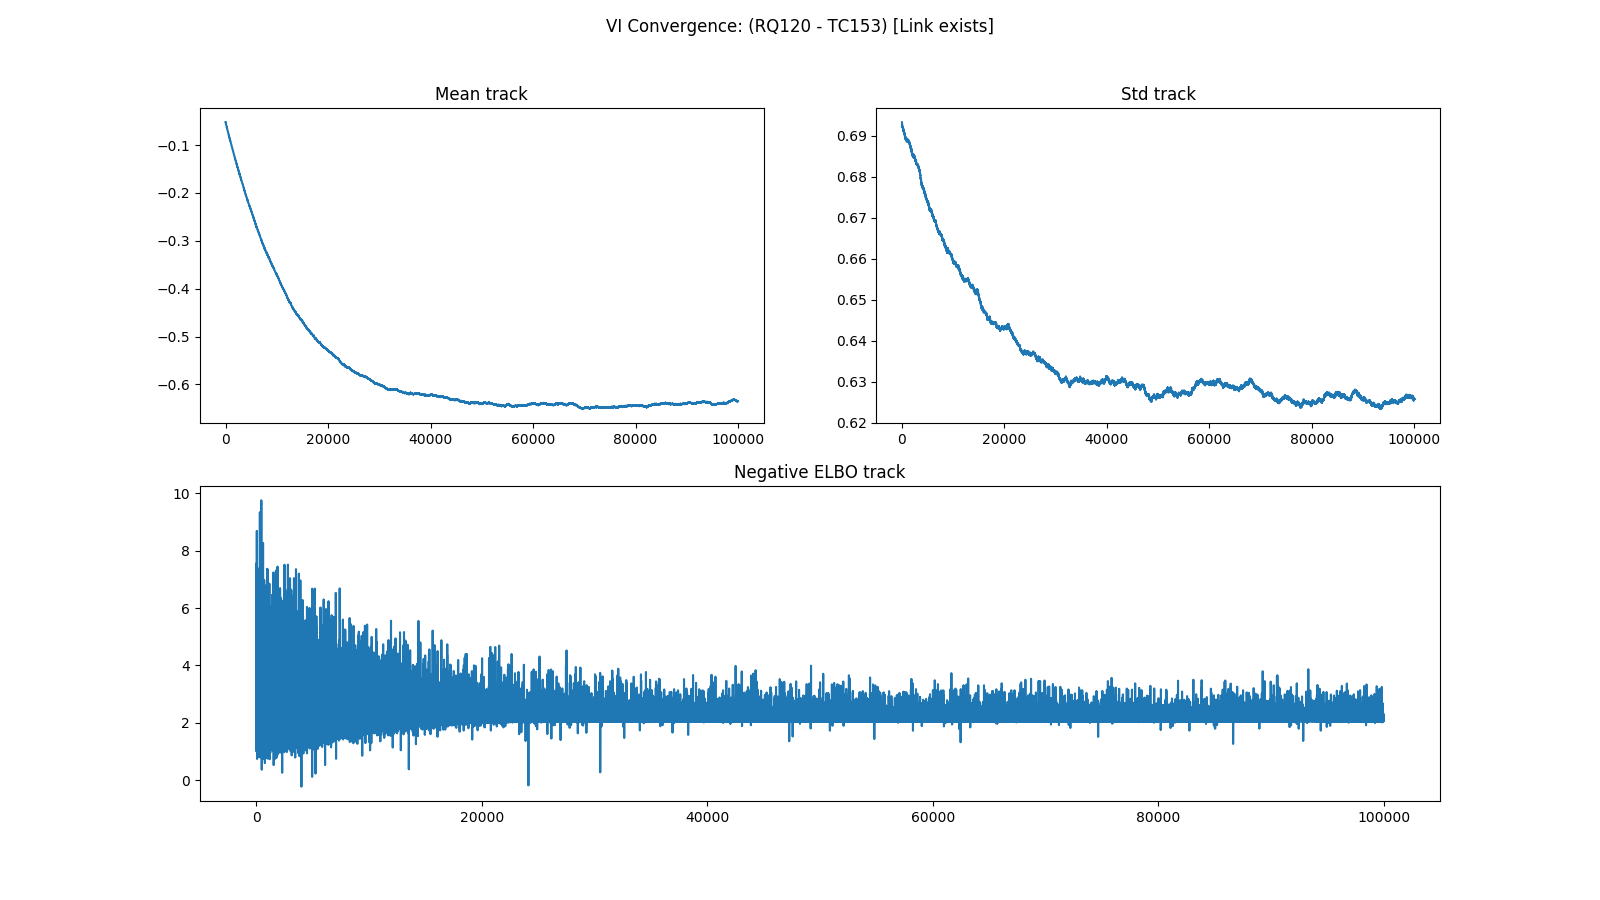 VI Convergence: (RQ120 - TC153) [Link exists]
Mean track
−0.1
−0.2
−0.3
−0.4
−0.5
−0.6
0 20000 40000 60000 80000 100000
Std track
0.69
0.68
0.67
0.66
0.65
0.64
0.63
0.62
0 20000 40000 60000 80000 100000
Negative ELBO track
10
8
6
4
2
0
0 20000 40000 60000 80000 100000